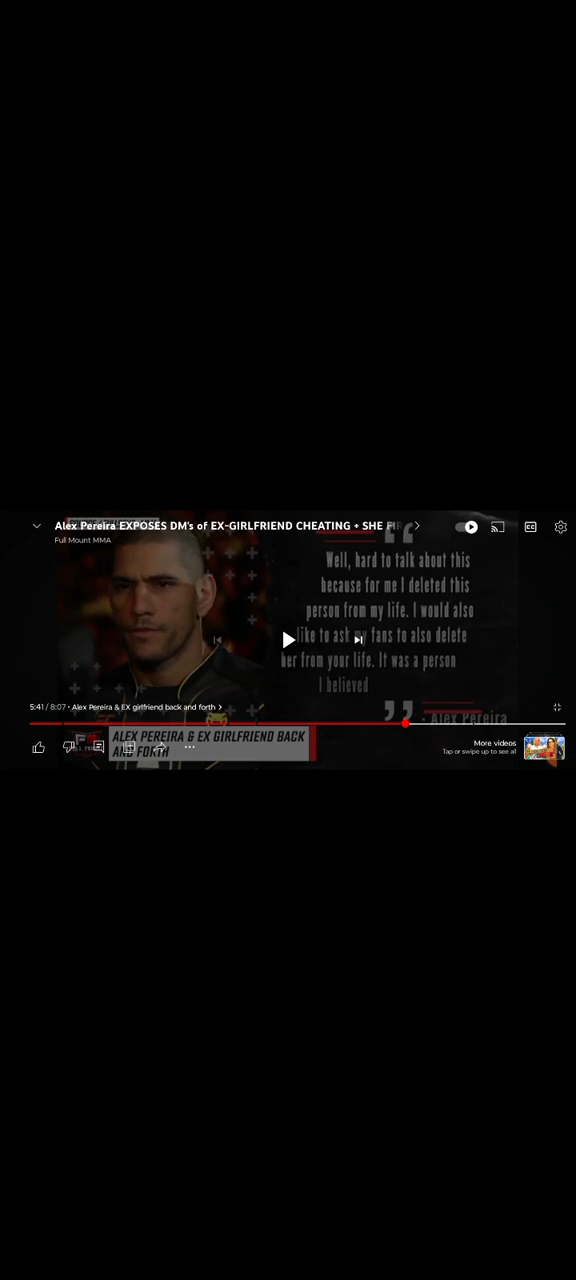 Alex Pereira EXPOSES DM's of EX-GIRLFRIEND CHEATING + SHE
Full Mount MMA
CC
Well, hard to talk about this
because for me I deleted this
person from my life. I would also
like to ask my fans to also delete
her from your life. It was a person
I believed
- Alex Pereira
5:41 / 8:07 • Alex Pereira & EX girlfriend back and forth
ALEX PEREIRA & EX GIRLFRIEND BACK
AND FORTH
More videos
Tap or swipe up to see all